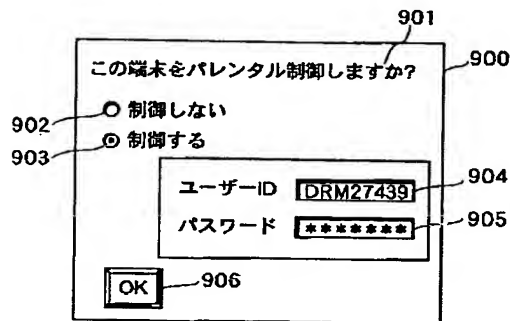 901
この端末をパレンタル制御しますか?
900
902
制御しない
903
制御する
ユーザーID DRM27439
904
パスワード *******
905
OK
906